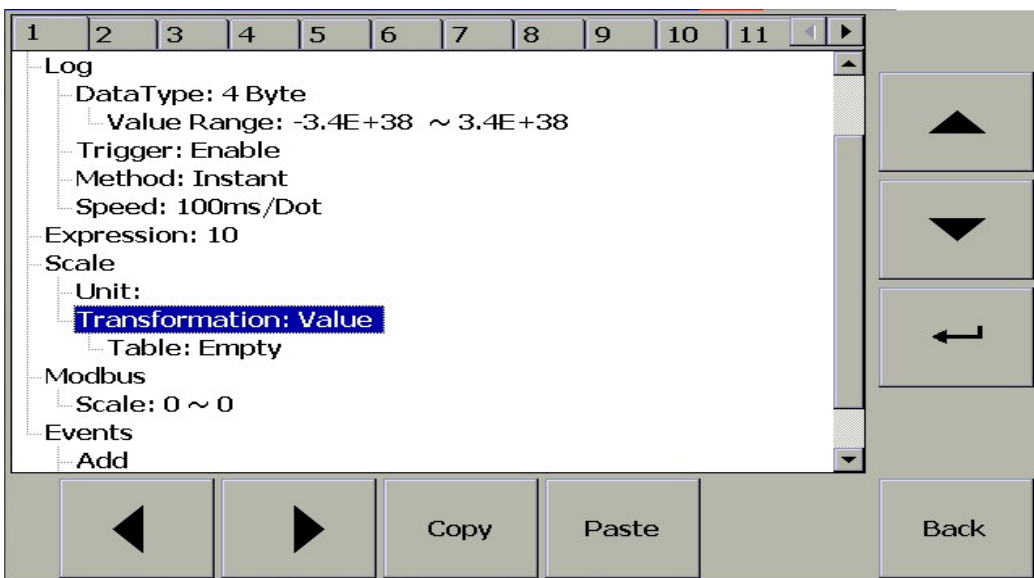 1 2 3 4 5 6 7 8 9 10 11
Log
DataType: 4 Byte
Value Range: -3.4E+38 ~ 3.4E+38
Trigger: Enable
Method: Instant
Speed: 100ms/Dot
Expression: 10
Scale
Unit:
Transformation: Value
Table: Empty
Modbus
Scale: 0 ~ 0
Events
Add
Copy Paste Back